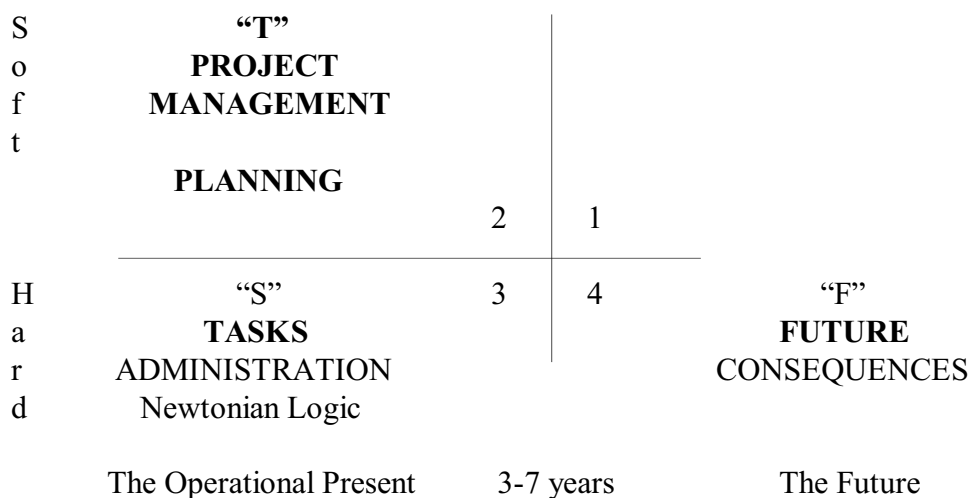 S “T”
o PROJECT
f MANAGEMENT
t
PLANNING
2 1
H “S” 3 4 “F”
a TASKS FUTURE
r ADMINISTRATION CONSEQUENCES
d Newtonian Logic
The Operational Present 3-7 years The Future